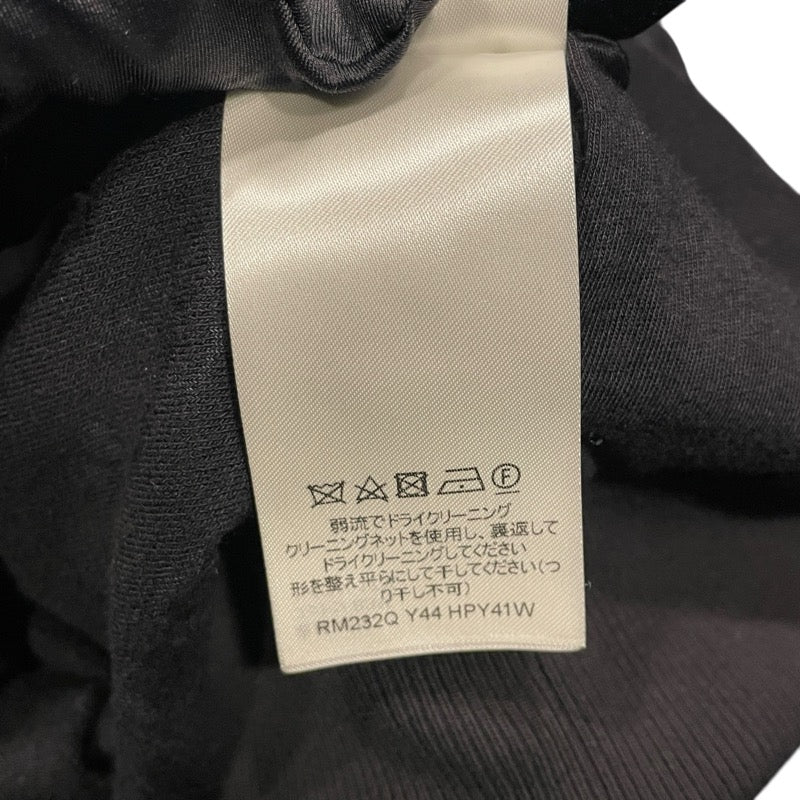 F
弱流でドライクリーニング
クリーニングネットを使用し、裏返して
ドライクリーニングしてください
形を整え平らにして干してください(つ
り干し不可)
RM232Q Y44 HPY41W